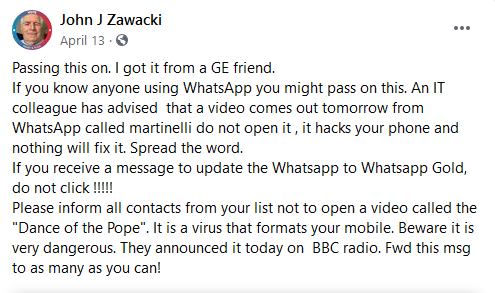 John J Zawacki
April 13 ·
Passing this on. I got it from a GE friend.
If you know anyone using WhatsApp you might pass on this. An IT
colleague has advised  that a video comes out tomorrow from
WhatsApp called martinelli do not open it , it hacks your phone and
nothing will fix it. Spread the word.
If you receive a message to update the Whatsapp to Whatsapp Gold,
do not click !!!!!
Please inform all contacts from your list not to open a video called the
"Dance of the Pope". It is a virus that formats your mobile. Beware it is
very dangerous. They announced it today on  BBC radio. Fwd this msg
to as many as you can!